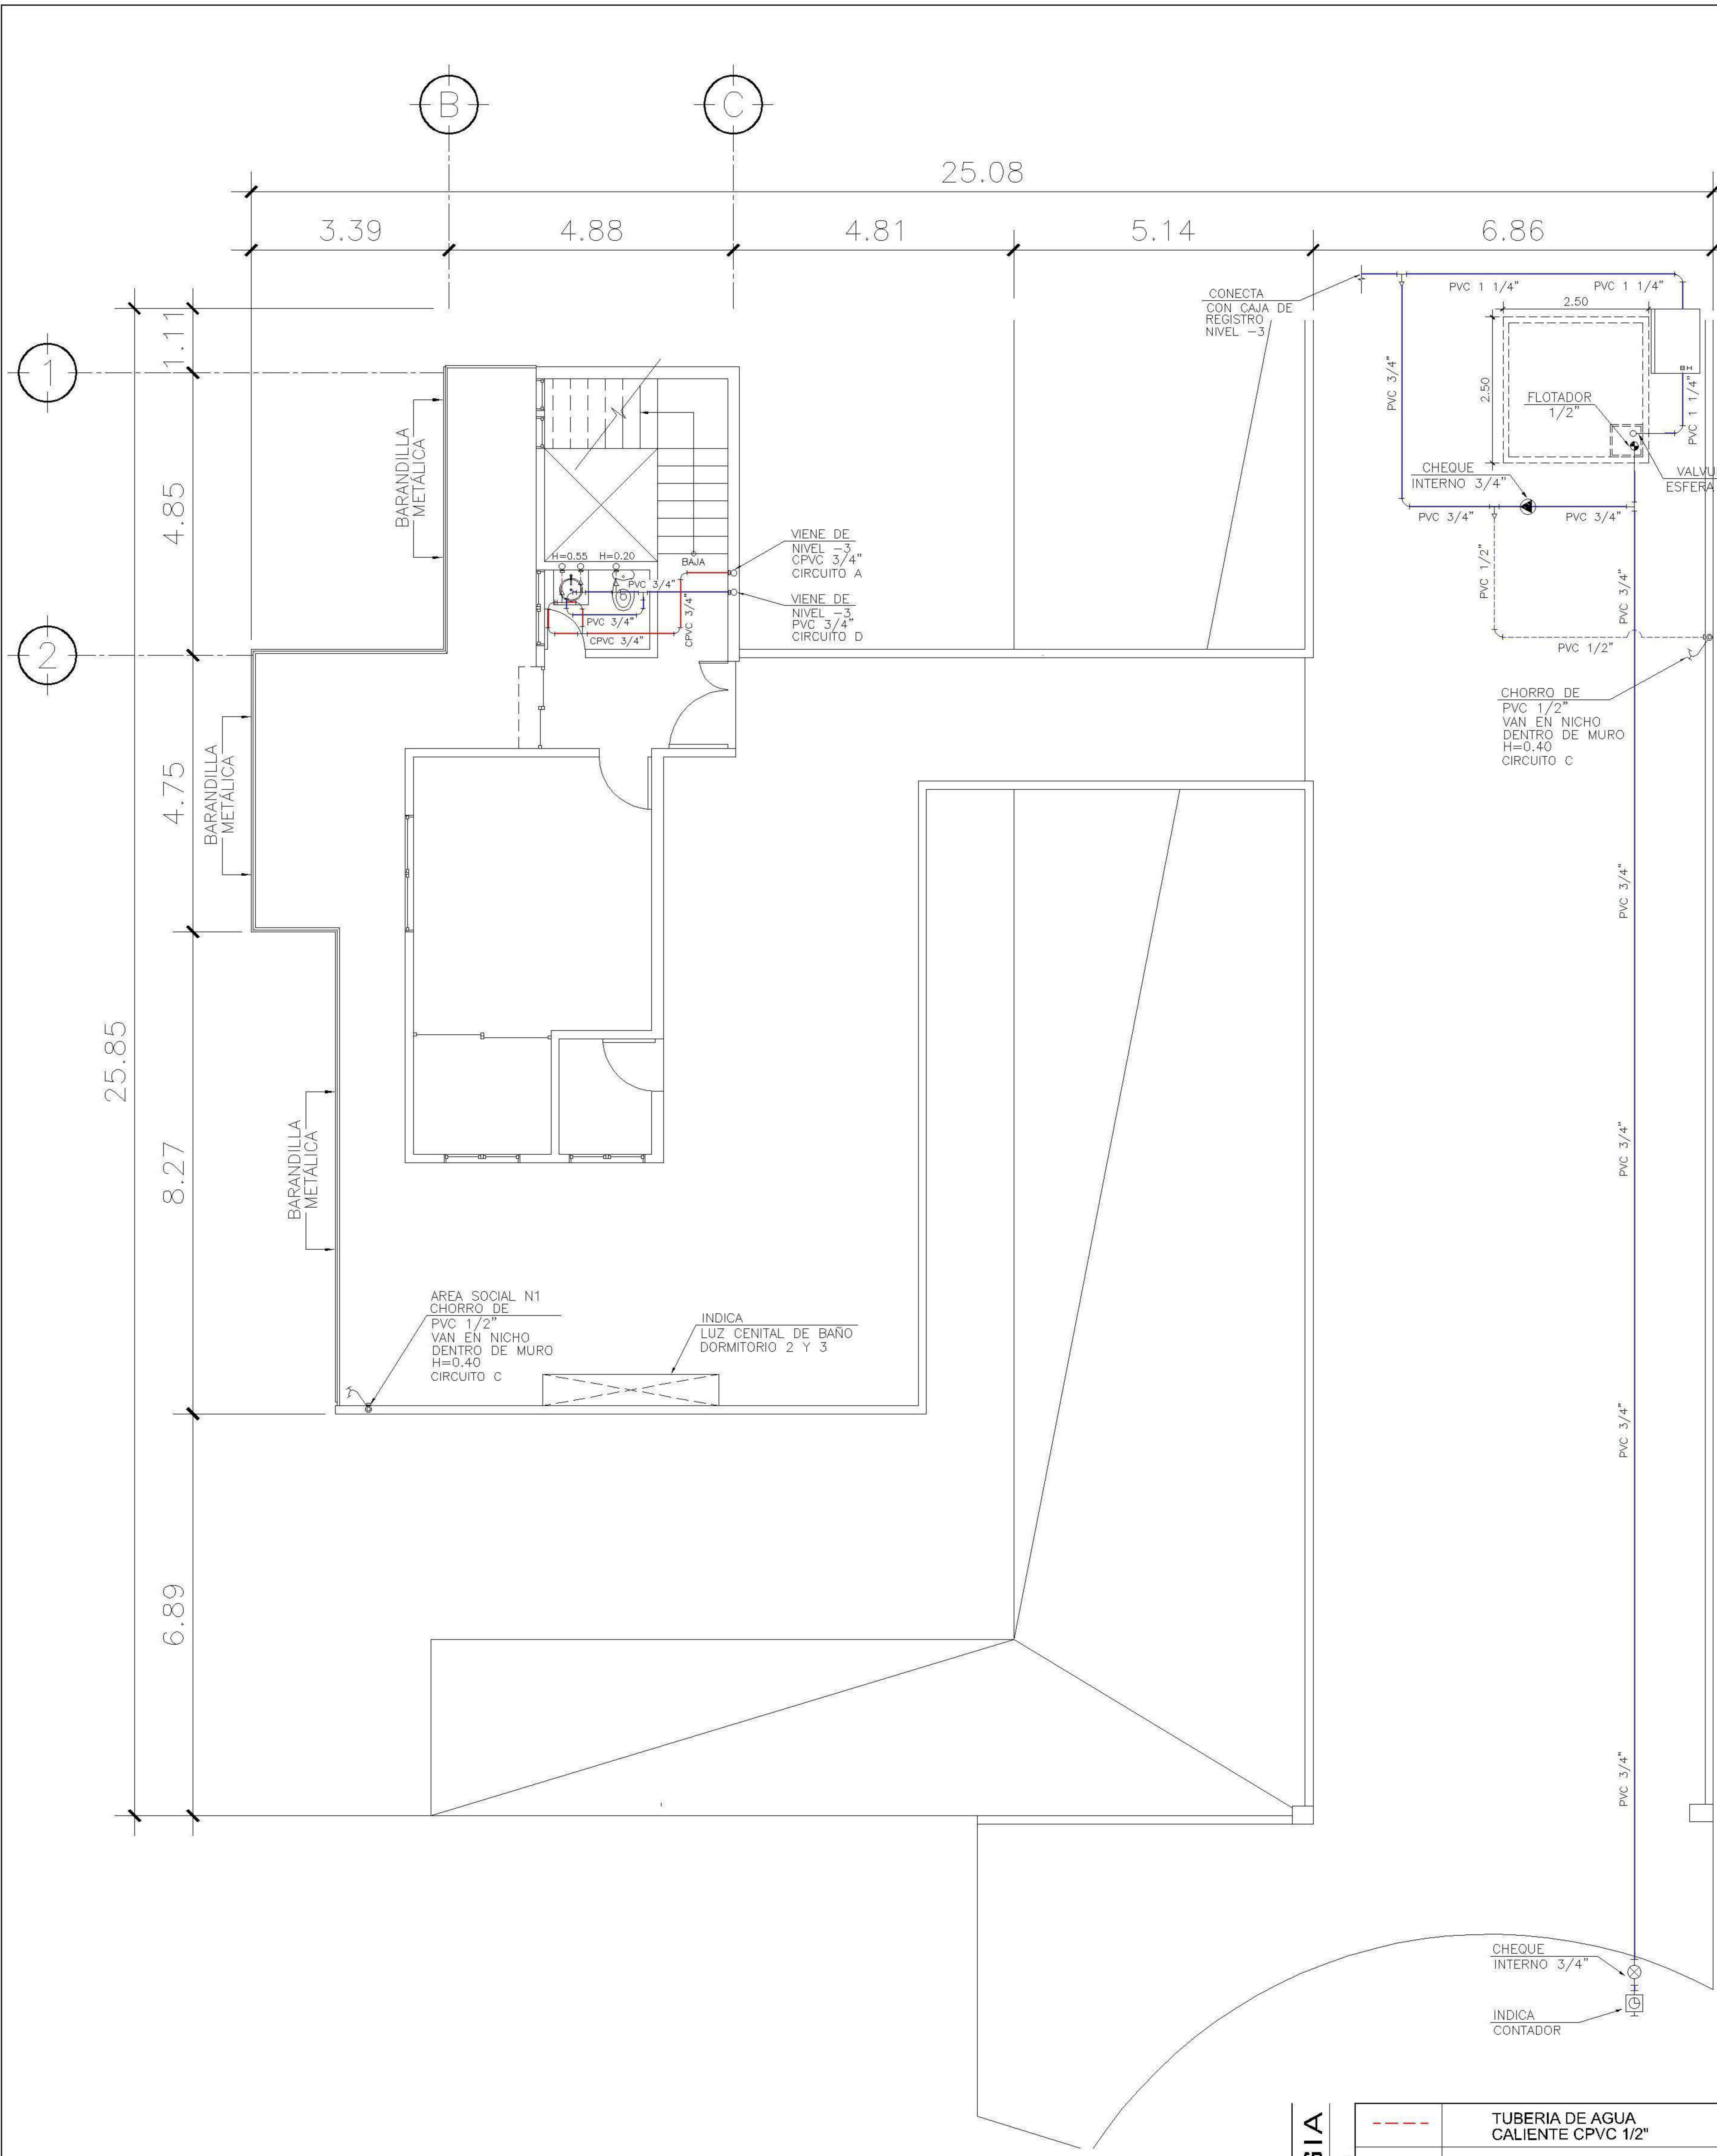 B
C
25.08
3.39
4.88
4.81
5.14
6.86
1.11
1
4.85
2
4.75
25.85
8.27
6.89
BARANDILLA
METÁLICA
BARANDILLA
METÁLICA
BARANDILLA
METÁLICA
CONECTA
CON CAJA DE
REGISTRO
NIVEL -3
PVC 1 1/4"
PVC 1 1/4"
2.50
2.50
PVC 3/4"
FLOTADOR
1/2"
PVC 1 1/4"
CHEQUE
INTERNO 3/4"
VALVU
ESFERA
PVC 3/4"
PVC 3/4"
PVC 1/2"
PVC 3/4"
PVC 1/2"
H=0.55
H=0.20
BAJA
PVC 3/4"
PVC 3/4"
CPVC 3/4"
CPVC 3/4"
VIENE DE
NIVEL -3
CPVC 3/4"
CIRCUITO A
VIENE DE
NIVEL -3
PVC 3/4"
CIRCUITO D
CHORRO DE
PVC 1/2"
VAN EN NICHO
DENTRO DE MURO
H=0.40
CIRCUITO C
PVC 3/4"
PVC 3/4"
PVC 3/4"
PVC 3/4"
AREA SOCIAL N1
CHORRO DE
PVC 1/2"
VAN EN NICHO
DENTRO DE MURO
H=0.40
CIRCUITO C
INDICA
LUZ CENITAL DE BAÑO
DORMITORIO 2 Y 3
CHEQUE
INTERNO 3/4"
INDICA
CONTADOR
GIA
TUBERIA DE AGUA
CALIENTE CPVC 1/2"